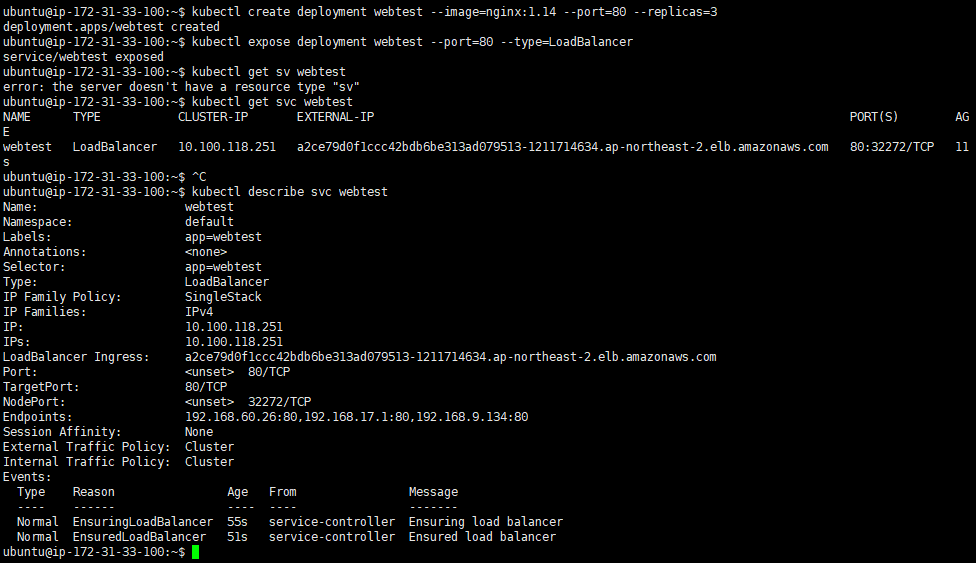 ubuntu@ip-172-31-33-100:~$ kubectl create deployment webtest --image=nginx:1.14 --port=80 --replicas=3
deployment.apps/webtest created
ubuntu@ip-172-31-33-100:~$ kubectl expose deployment webtest --port=80 --type=LoadBalancer
service/webtest exposed
ubuntu@ip-172-31-33-100:~$ kubectl get sv webtest
error: the server doesn't have a resource type "sv"
ubuntu@ip-172-31-33-100:~$ kubectl get svc webtest
NAME      TYPE           CLUSTER-IP       EXTERNAL-IP                                                                    PORT(S)        AG
E
webtest   LoadBalancer   10.100.118.251   a2ce79d0f1ccc42bdb6be313ad079513-1211714634.ap-northeast-2.elb.amazonaws.com   80:32272/TCP   11
s
ubuntu@ip-172-31-33-100:~$ ^C
ubuntu@ip-172-31-33-100:~$ kubectl describe svc webtest
Name:                     webtest
Namespace:                default
Labels:                   app=webtest
Annotations:              <none>
Selector:                 app=webtest
Type:                     LoadBalancer
IP Family Policy:         SingleStack
IP Families:              IPv4
IP:                       10.100.118.251
IPs:                      10.100.118.251
LoadBalancer Ingress:     a2ce79d0f1ccc42bdb6be313ad079513-1211714634.ap-northeast-2.elb.amazonaws.com
Port:                     <unset>  80/TCP
TargetPort:               80/TCP
NodePort:                 <unset>  32272/TCP
Endpoints:                192.168.60.26:80,192.168.17.1:80,192.168.9.134:80
Session Affinity:         None
External Traffic Policy:  Cluster
Internal Traffic Policy:  Cluster
Events:
  Type    Reason                Age   From                Message
  ----    ------                ----  ----                -------
  Normal  EnsuringLoadBalancer  55s   service-controller  Ensuring load balancer
  Normal  EnsuredLoadBalancer   51s   service-controller  Ensured load balancer
ubuntu@ip-172-31-33-100:~$